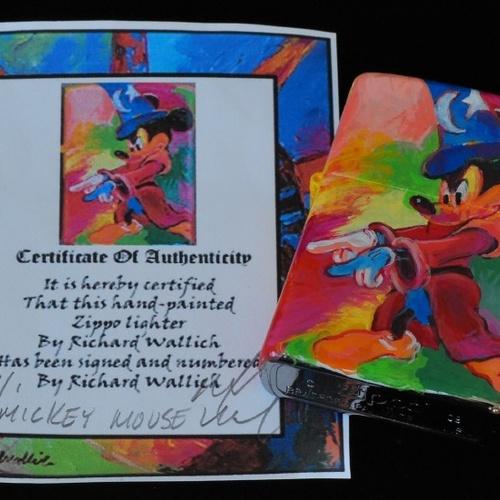 Certificate Of Authenticity
It is hereby certified
That this hand-painted
Zippo lighter
By Richard Wallich
Has been signed and numbered
By Richard Wallich
MICKEY MOUSE